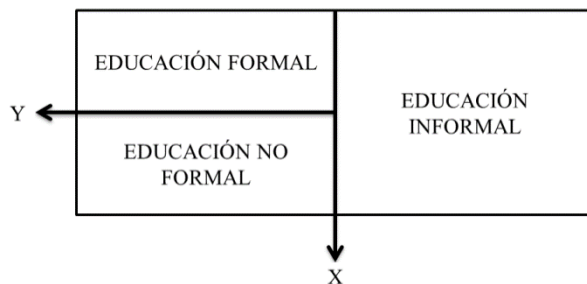 EDUCACIÓN FORMAL
EDUCACIÓN
INFORMAL
Y
EDUCACIÓN NO
FORMAL
X